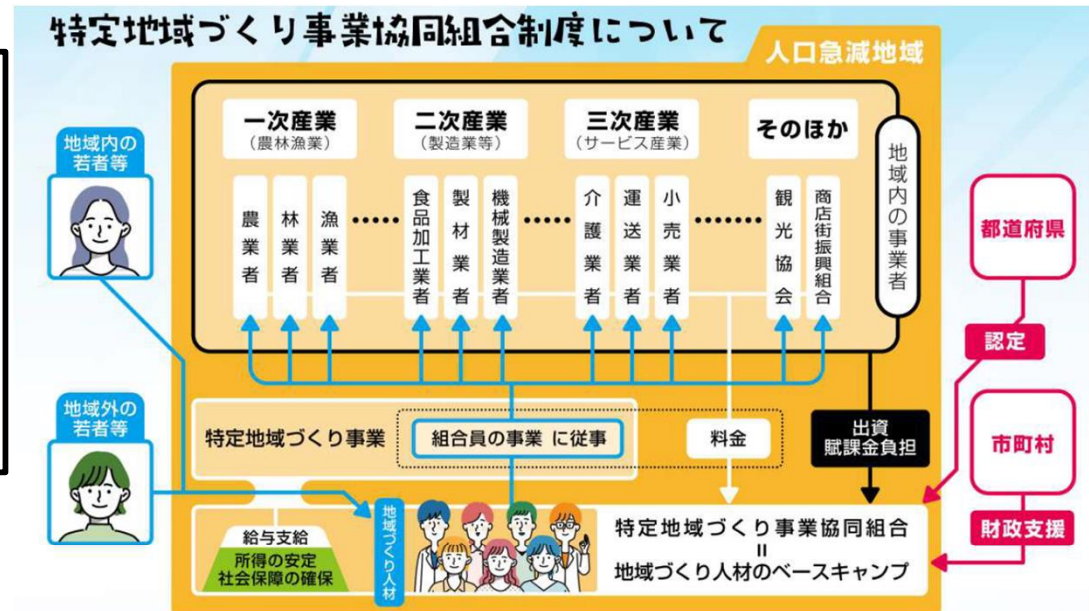 特定地域づくり事業協同組合制度について
人口急減地域
地域内の
若者等
地域外の
若者等
一次産業
(農林漁業)
二次産業
(製造業等)
三次産業
(サービス産業)
そのほか
農業者
林業者
漁業者
食品加工業者
製材業者
機械製造業者
介護業者
運送業者
小売業者
観光協会
商店街振興組合
地域内の事業者
都道府県
認定
市町村
財政支援
特定地域づくり事業
組合員の事業 に従事
料金
出資
賦課金負担
給与支給
所得の安定
社会保障の確保
地域づくり人材
特定地域づくり事業協同組合
=
地域づくり人材のベースキャンプ